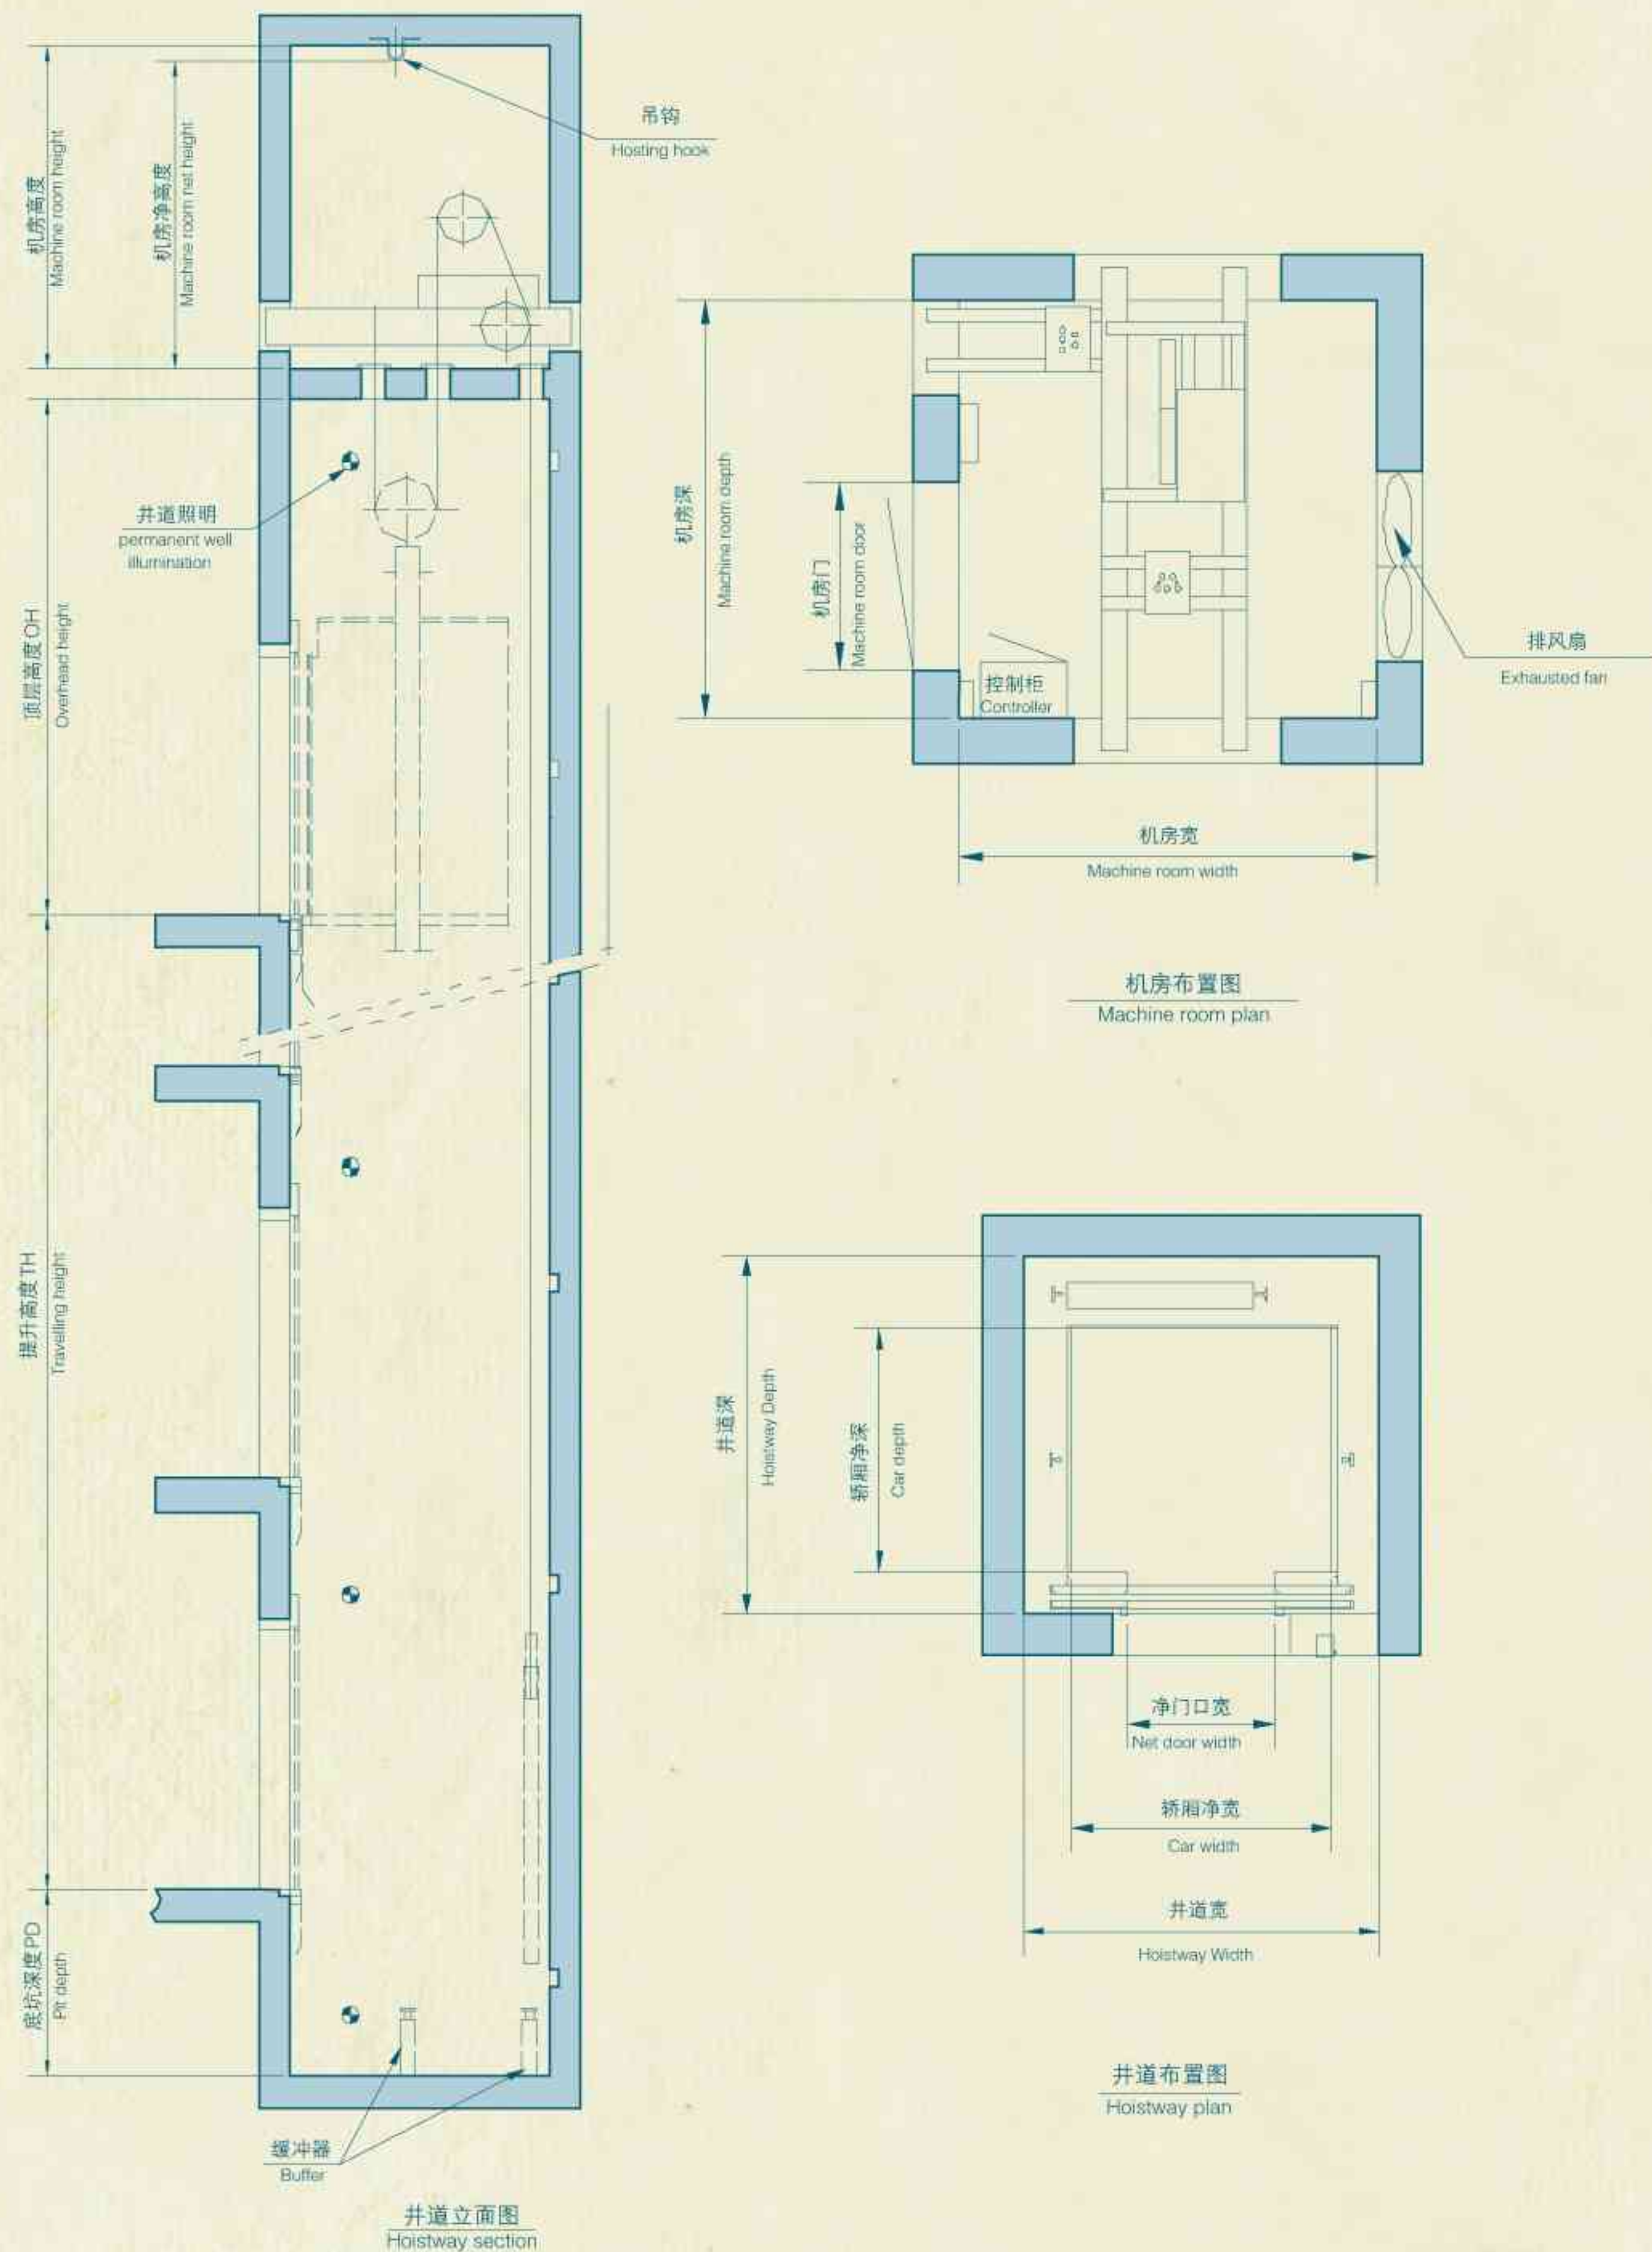 吊钩
Hosting hook
机房高度
Machine room height
机房净高度
Machine room net height
井道照明
permanent well
illumination
顶层高度OH
Overhead height
提升高度TH
Travelling height
底坑深度PD
Pit depth
缓冲器
Buffer
井道立面图
Hoistway section
机房深
Machine room depth
机房门
Machine room door
控制柜
Controller
排风扇
Exhausted fan
机房宽
Machine room width
机房布置图
Machine room plan
井道深
Hoistway Depth
轿厢净深
Car depth
净门口宽
Net door width
轿厢净宽
Car width
井道宽
Hoistway Width
井道布置图
Hoistway plan